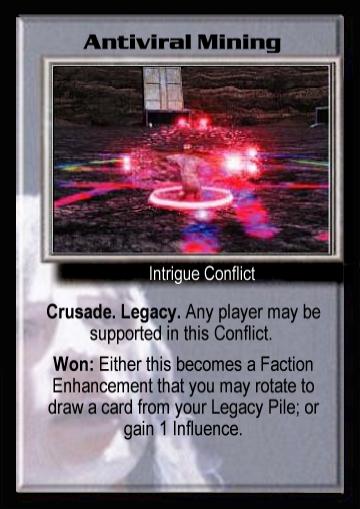 Antiviral Mining
Intrigue Conflict
Crusade. Legacy. Any player may be
supported in this Conflict.
Won: Either this becomes a Faction
Enhancement that you may rotate to
draw a card from your Legacy Pile; or
gain 1 Influence.